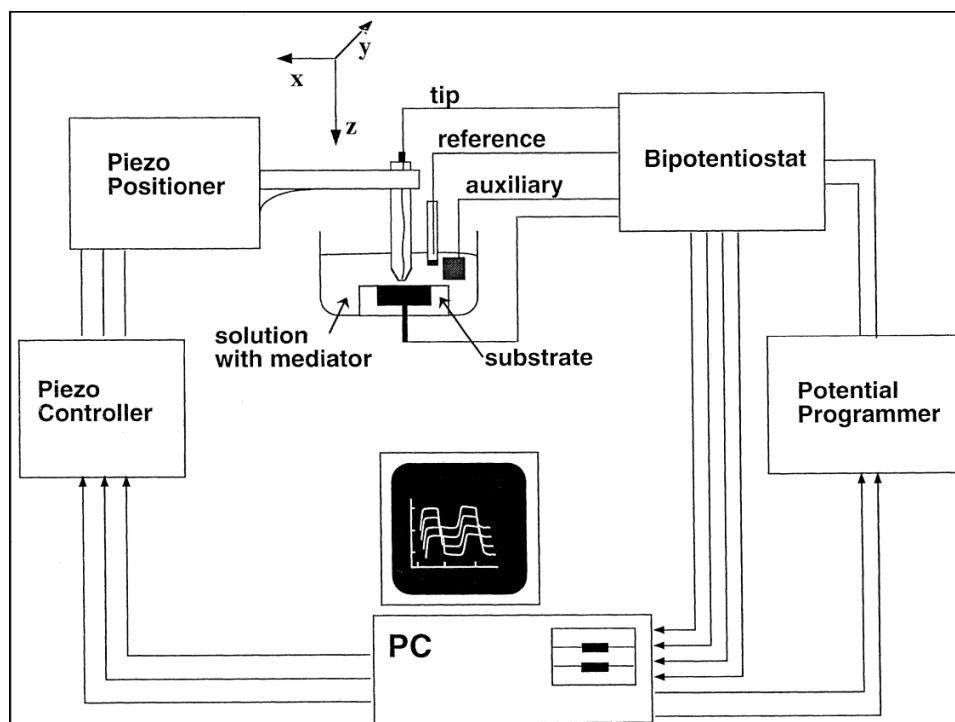 y
x
z
tip
reference
auxiliary
Piezo
Positioner
Bipotentiostat
solution
with mediator
substrate
Piezo
Controller
Potential
Programmer
PC